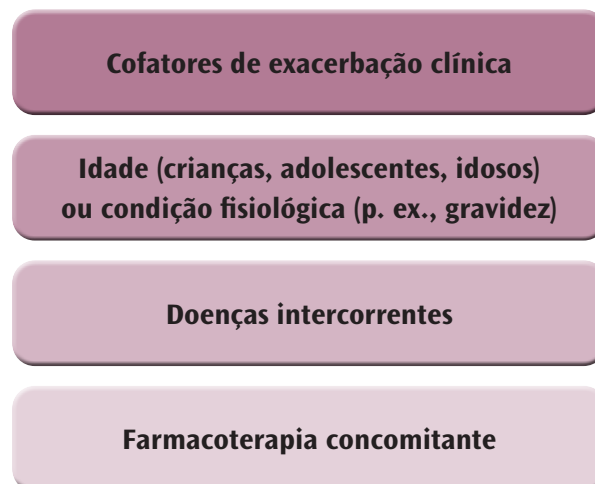 Cofatores de exacerbação clínica
Idade (crianças, adolescentes, idosos)
ou condição fisiológica (p. ex., gravidez)
Doenças intercorrentes
Farmacoterapia concomitante